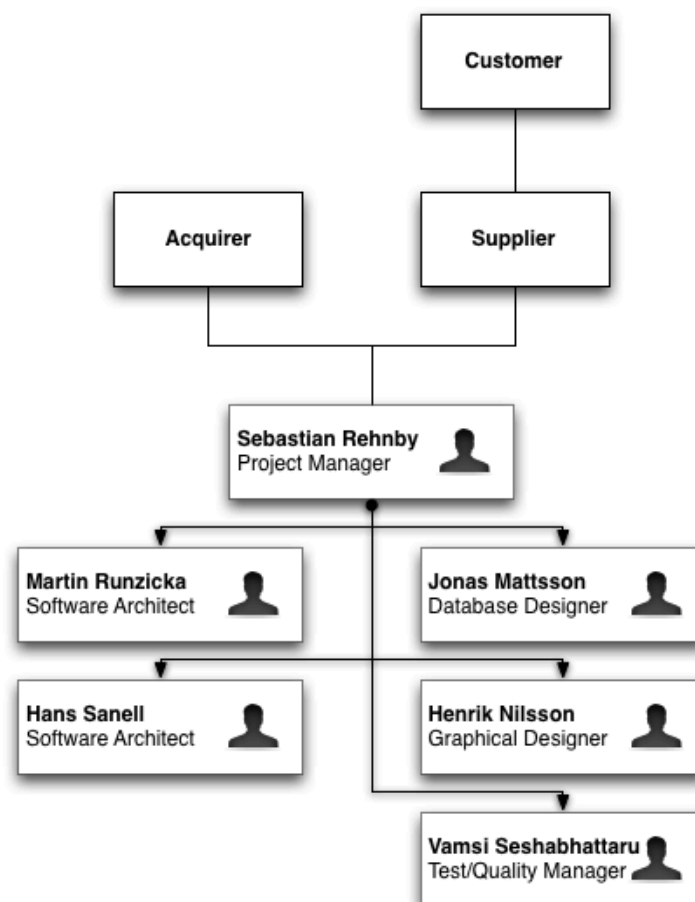 Customer
Acquirer
Supplier
Sebastian Rehnby
Project Manager
Martin Runzicka
Software Architect
Jonas Mattsson
Database Designer
Hans Sanell
Software Architect
Henrik Nilsson
Graphical Designer
Vamsi Seshabhattaru
Test/Quality Manager